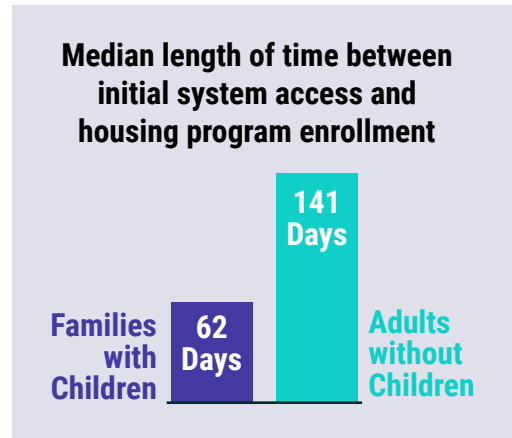 Median length of time between
initial system access and
housing program enrollment
141
Days
Families
with
Children
62
Days
Adults
without
Children